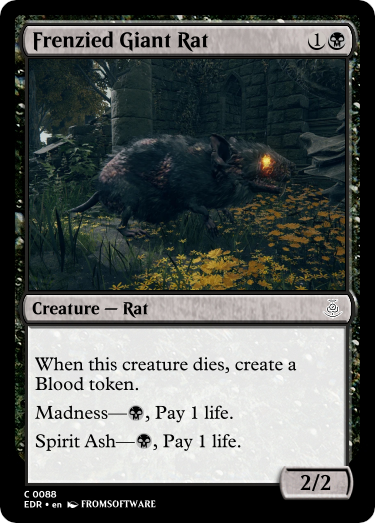 Frenzied Giant Rat 1
Creature — Rat
When this creature dies, create a
Blood token.
Madness—, Pay 1 life.
Spirit Ash—, Pay 1 life.
2/2
C 0088
EDR • en FROMSOFTWARE